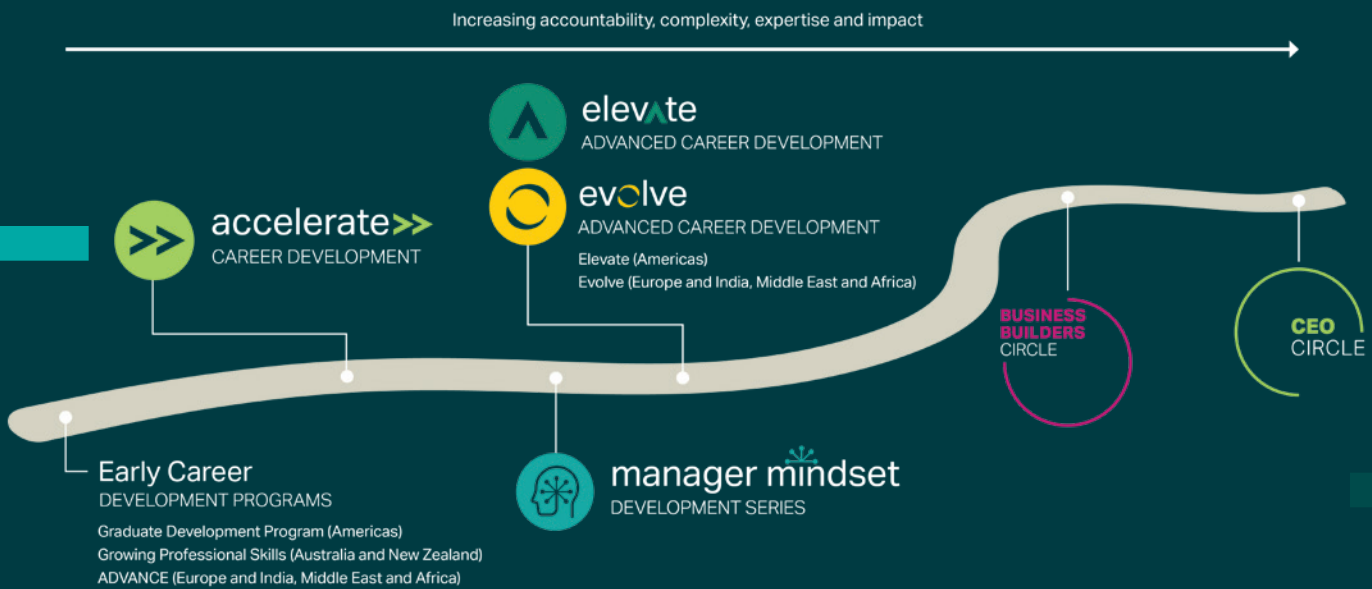 Increasing accountability, complexity, expertise and impact
elevate
ADVANCED CAREER DEVELOPMENT
evolve
ADVANCED CAREER DEVELOPMENT
Elevate (Americas)
Evolve (Europe and India, Middle East and Africa)
accelerate>>
CAREER DEVELOPMENT
BUSINESS
BUILDERS
CIRCLE
CEO
CIRCLE
Early Career
DEVELOPMENT PROGRAMS
Graduate Development Program (Americas)
Growing Professional Skills (Australia and New Zealand)
ADVANCE (Europe and India, Middle East and Africa)
manager mindset
DEVELOPMENT SERIES